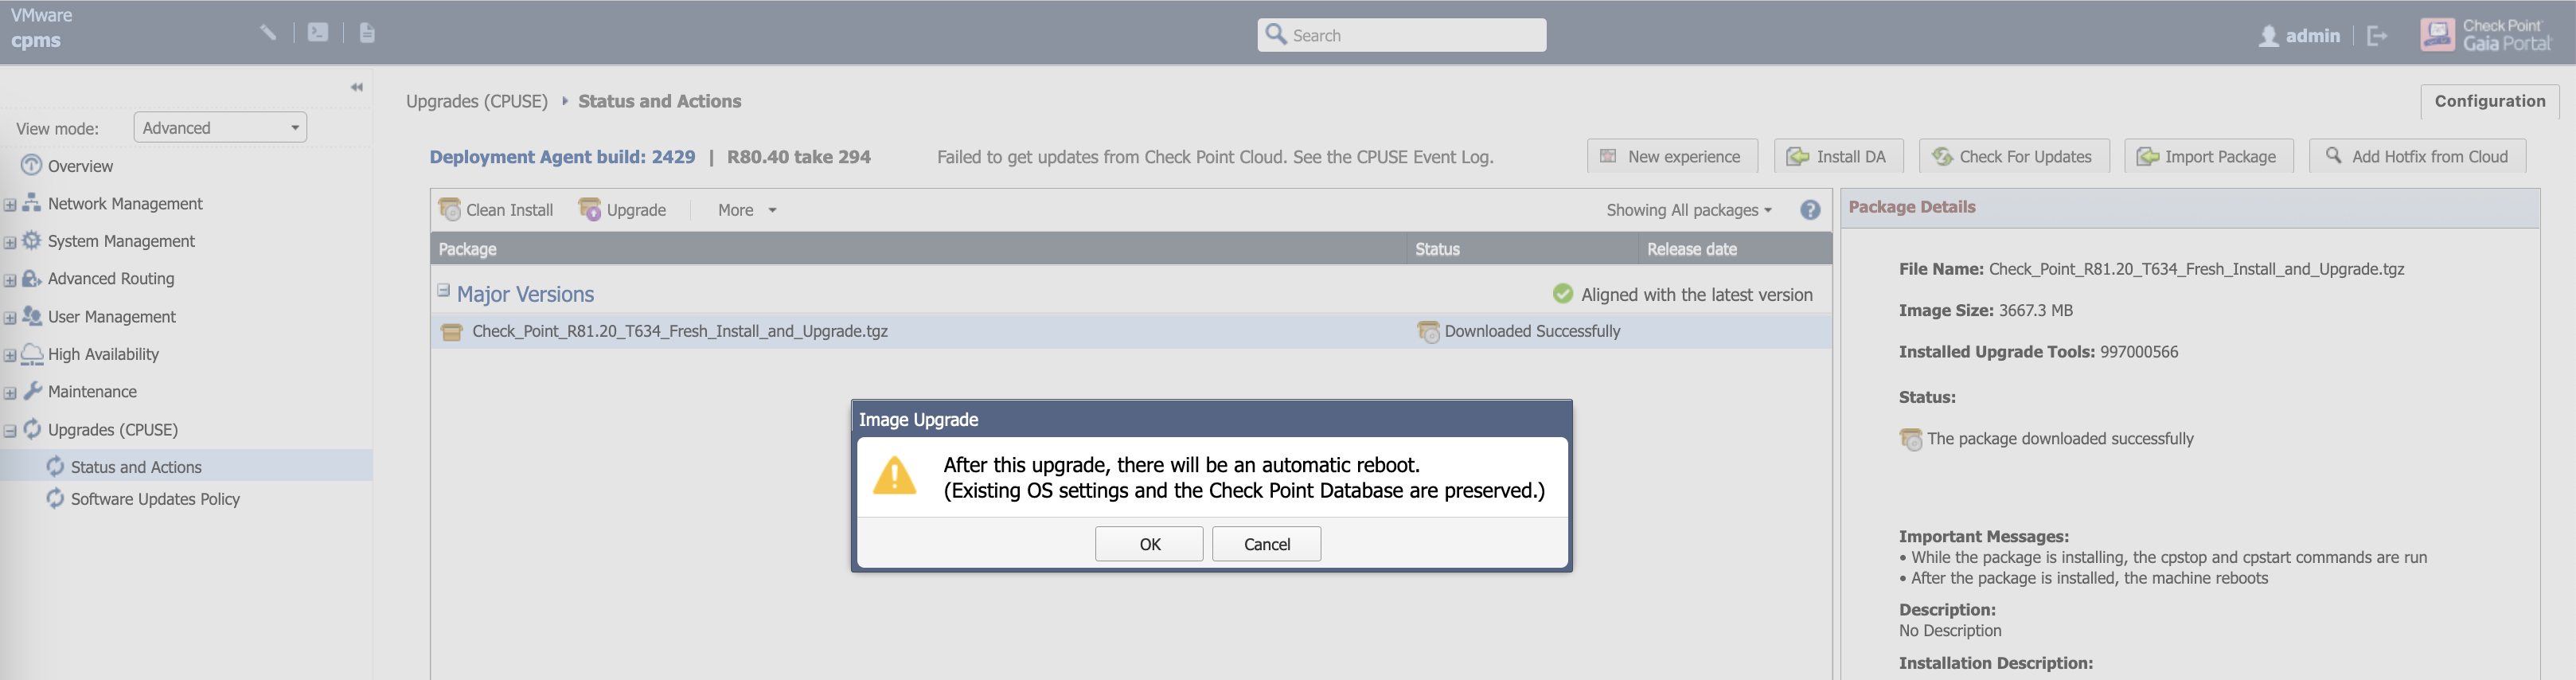 VMware
cpms
Search
admin
Check Point
Gaia Portal
View mode:
Advanced
Overview
Network Management
System Management
Advanced Routing
User Management
High Availability
Maintenance
Upgrades (CPUSE)
Status and Actions
Software Updates Policy
Upgrades (CPUSE) Status and Actions
Configuration
Deployment Agent build: 2429 | R80.40 take 294
Failed to get updates from Check Point Cloud. See the CPUSE Event Log.
New experience
Install DA
Check For Updates
Import Package
Add Hotfix from Cloud
Clean Install
Upgrade
More
Showing All packages
?
Package
Status
Release date
Major Versions
Aligned with the latest version
Check_Point_R81.20_T634_Fresh_Install_and_Upgrade.tgz
Downloaded Successfully
Image Upgrade
After this upgrade, there will be an automatic reboot.
(Existing OS settings and the Check Point Database are preserved.)
OK
Cancel
Package Details
File Name: Check_Point_R81.20_T634_Fresh_Install_and_Upgrade.tgz
Image Size: 3667.3 MB
Installed Upgrade Tools: 997000566
Status:
The package downloaded successfully
Important Messages:
• While the package is installing, the cpstop and cpstart commands are run
• After the package is installed, the machine reboots
Description:
No Description
Installation Description: